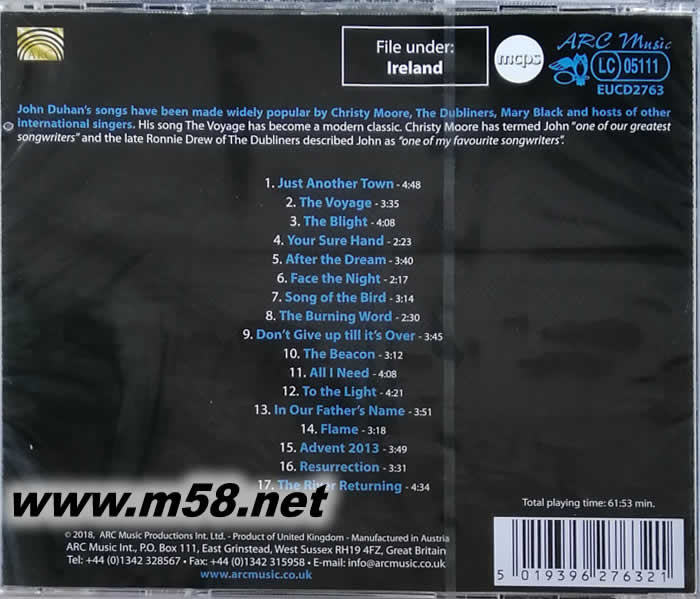 ARC
File under:
Ireland
mcps
ARC Music
LC 05111
EUCD2763
John Duhan's songs have been made widely popular by Christy Moore, The Dubliners, Mary Black and hosts of other
international singers. His song The Voyage has become a modern classic. Christy Moore has termed John "one of our greatest
songwriters" and the late Ronnie Drew of The Dubliners described John as "one of my favourite songwriters".
1. Just Another Town - 4:48
2. The Voyage - 3:35
3. The Blight - 4:08
4. Your Sure Hand - 2:23
5. After the Dream - 3:40
6. Face the Night - 2:17
7. Song of the Bird - 3:14
8. The Burning Word - 2:30
9. Don't Give up till it's Over - 3:45
10. The Beacon - 3:12
11. All I Need - 4:08
12. To the Light - 4:21
13. In Our Father's Name - 3:51
14. Flame - 3:18
15. Advent 2013 - 3:49
16. Resurrection - 3:31
17. The River Returning - 4:34
www.m58.net
Total playing time: 61:53 min.
© 2018, ARC Music Productions Int. Ltd. - Product of United Kingdom - Manufactured in Austria
ARC Music Int., P.O. Box 111, East Grinstead, West Sussex RH19 4FZ, Great Britain
Tel: +44 (0)1342 328567 • Fax: +44 (0)1342 315958 • E-mail: info@arcmusic.co.uk
www.arcmusic.co.uk
5 019396 276321